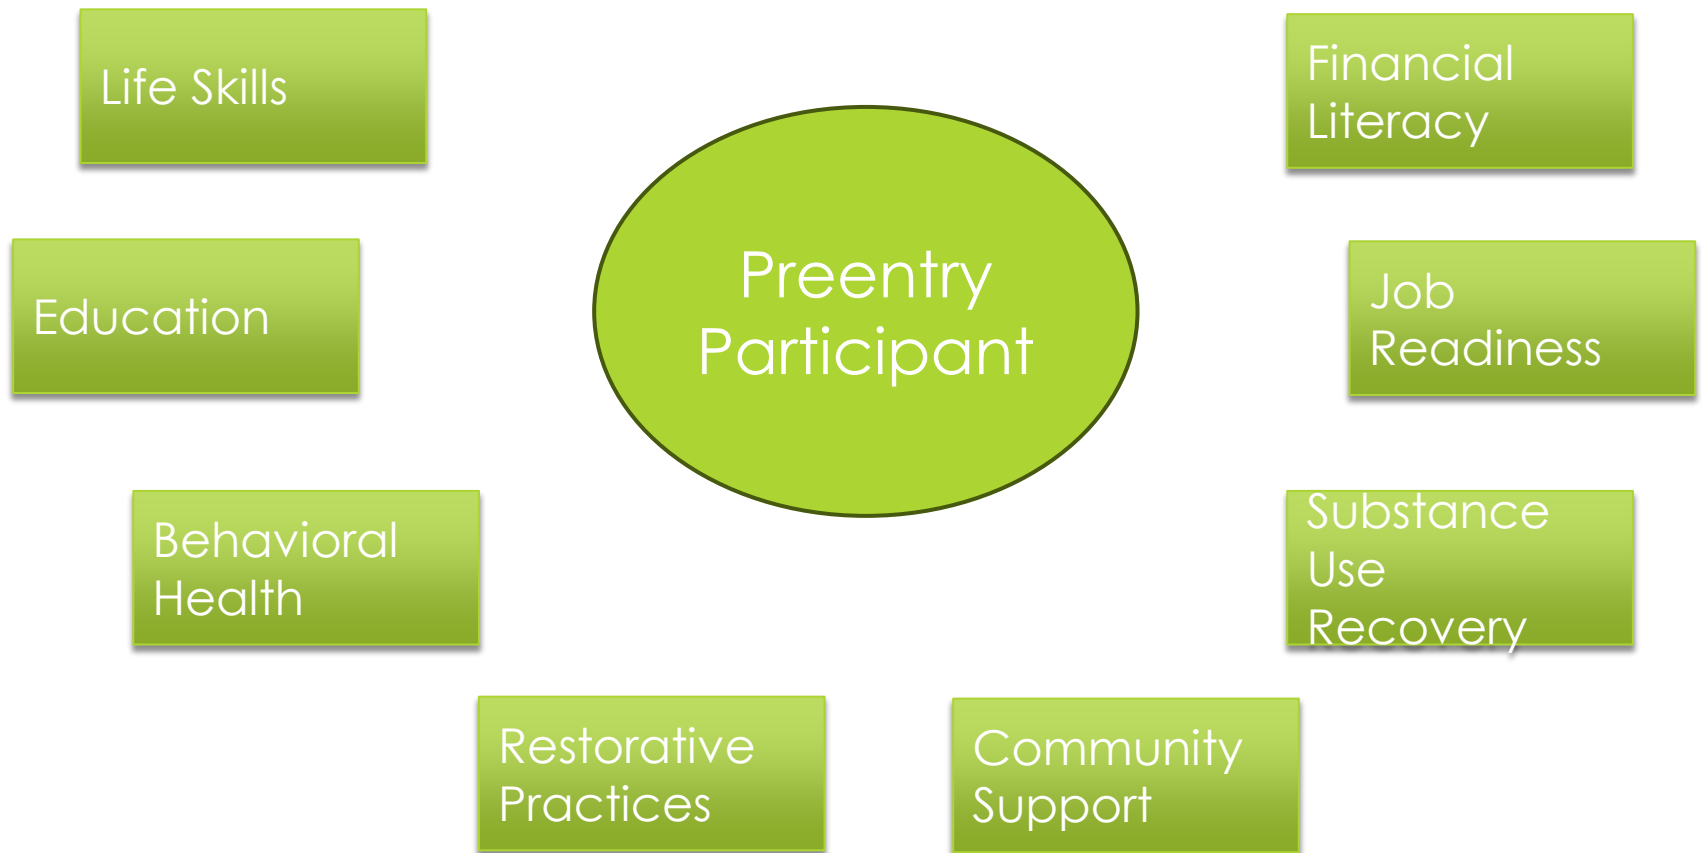 Life Skills
Financial
Literacy
Preentry
Participant
Education
Job
Readiness
Behavioral
Health
Substance
Use
Recovery
Restorative
Practices
Community
Support